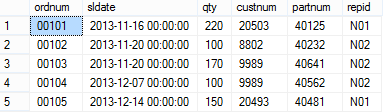 ordnum sldate qty custnum partnum repid
1 00101 2013-11-16 00:00:00 220 20503 40125 N01
2 00102 2013-11-20 00:00:00 100 8802 40232 N02
3 00103 2013-11-20 00:00:00 170 9989 40641 N02
4 00104 2013-12-07 00:00:00 100 9989 40562 N02
5 00105 2013-12-14 00:00:00 150 20493 40481 N01